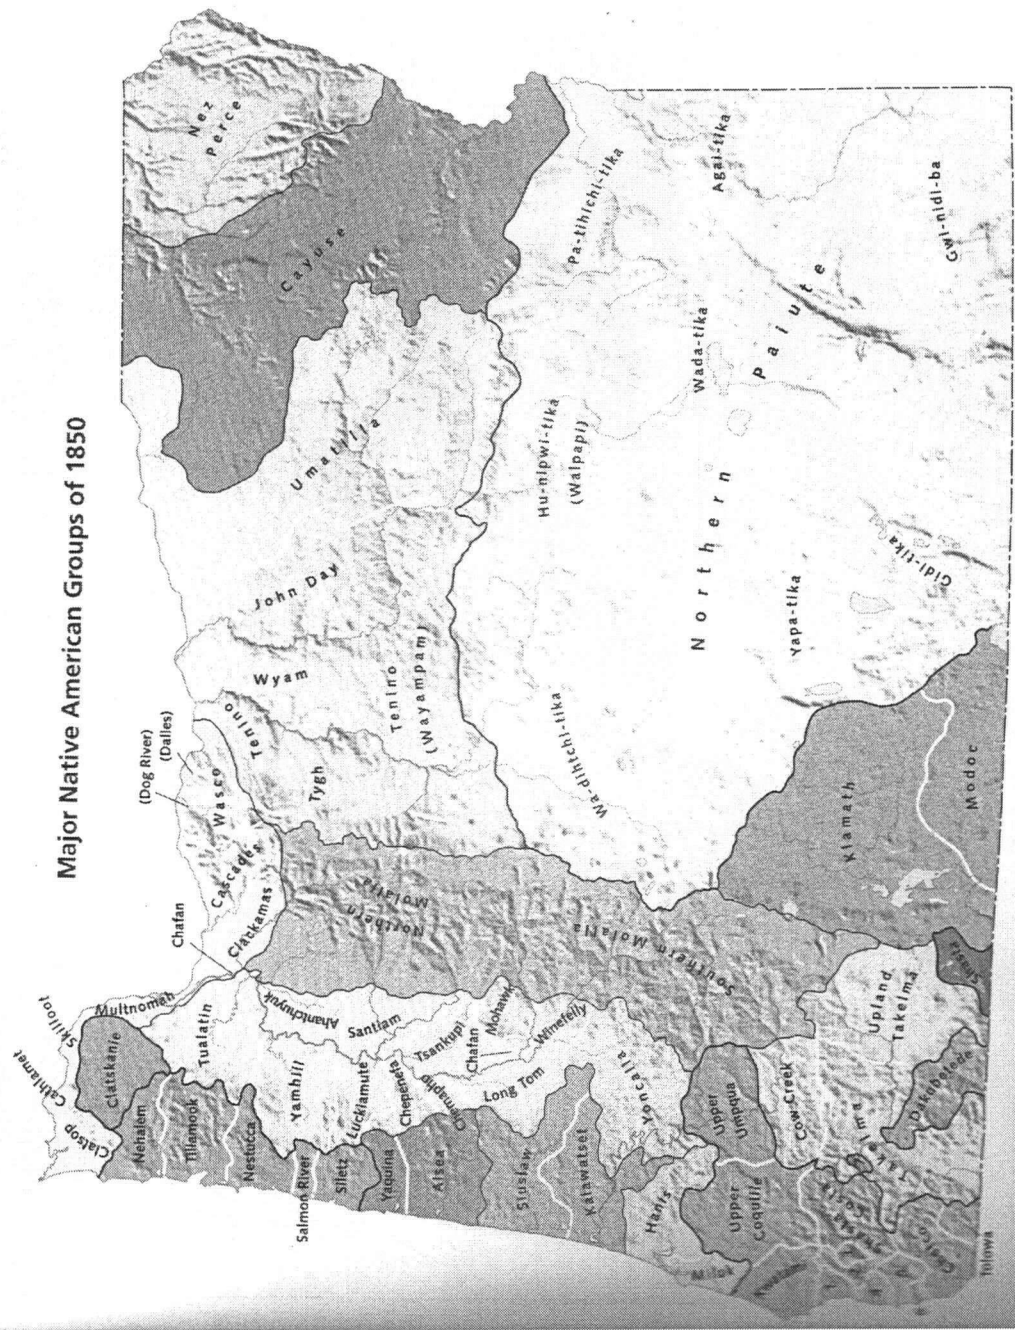 Major Native American Groups of 1850
Cathlamet
Skilloot
Clatsop
Clatskanie
Multnomah
Chafan
(Dog River)
(Dalles)
Nehalem
Tillamook
Nestucca
Salmon River
Siletz
Yaquina
Alsea
Siuslaw
Kalawatset
Hanis
Miluk
Upper
Coquille
Kwatami
Shasta
Costa
Chetco
Tolowa
Tualatin
Yamhill
Luckiamute
Chepenefa
Chemapho
Long Tom
Ahantchuyuk
Santiam
Tsankupi
Chafan
Mohawk
Winefelly
Yoncalla
Upper
Umpqua
Cow Creek
Takelma
Dakubetede
Upland
Takelma
Shasta
Clackamas
Cascades
Wasco
Northern
Molalla
Southern Molalla
Tenino
Tygh
Wyam
Tenino
(Wayampam)
John Day
Umatilla
Cayuse
Nez
Perce
Klamath
Modoc
Northern
Paiute
Wa-dihtchi-tika
Hu-nipwi-tika
(Walpapi)
Pa-tihichi-tika
Wada-tika
Agai-tika
Yapa-tika
Gidi-tika
Gwi-nidi-ba